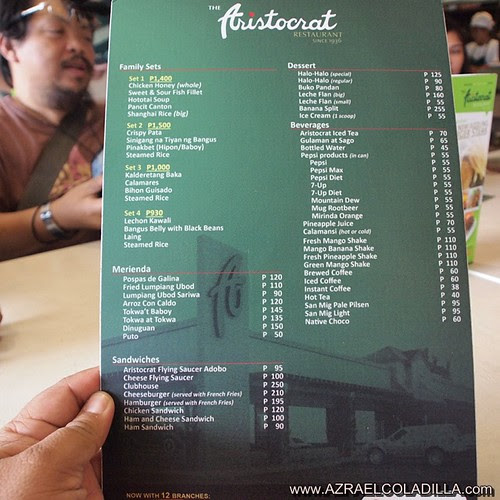 THE
Aristocrat
RESTAURANT
SINCE 1936
Family Sets
Set 1 P1,400
Chicken Honey (whole)
Sweet & Sour Fish Fillet
Hototai Soup
Pancit Canton
Shanghai Rice (big)
Set 2 P1,500
Crispy Pata
Sinigang na Tiyan ng Bangus
Pinakbet (Hipon/Baboy)
Steamed Rice
Set 3 P1,000
Kalderetang Baka
Calamares
Bihon Guisado
Steamed Rice
Set 4 P930
Lechon Kawali
Bangus Belly with Black Beans
Laing
Steamed Rice
Merienda
Pospas de Galina P 120
Fried Lumpiang Ubod P 110
Lumpiang Ubod Sariwa P 90
Arroz Con Caldo P 120
Tokwa't Baboy P 145
Tokwa at Tokwa P 135
Dinuguan P 150
Puto P 50
Sandwiches
Aristocrat Flying Saucer Adobo P 95
Cheese Flying Saucer P 100
Clubhouse P 250
Cheeseburger (served with French Fries) P 210
Hamburger (served with French Fries) P 195
Chicken Sandwich P 120
Ham and Cheese Sandwich P 100
Ham Sandwich P 90
Dessert
Halo-Halo (special) P 125
Halo-Halo (regular) P 90
Buko Pandan P 80
Leche Flan (big) P 160
Leche Flan (small) P 55
Banana Split P 255
Ice Cream (1 scoop) P 55
Beverages
Aristocrat Iced Tea P 70
Gulaman at Sago P 65
Bottled Water P 45
Pepsi products (in can) P 55
Pepsi P 55
Pepsi Max P 55
Pepsi Diet P 55
7-Up P 55
7-Up Diet P 55
Mountain Dew P 55
Mug Rootbeer P 55
Mirinda Orange P 55
Pineapple Juice P 70
Calamansi (hot or cold) P 55
Fresh Mango Shake P 110
Mango Banana Shake P 110
Fresh Pineapple Shake P 110
Green Mango Shake P 110
Brewed Coffee P 60
Iced Coffee P 60
Instant Coffee P 38
Hot Tea P 40
San Mig Pale Pilsen P 95
San Mig Light P 95
Native Choco P 60
NOW WITH 12 BRANCHES:
www.AZRAELCOLADILLA.com